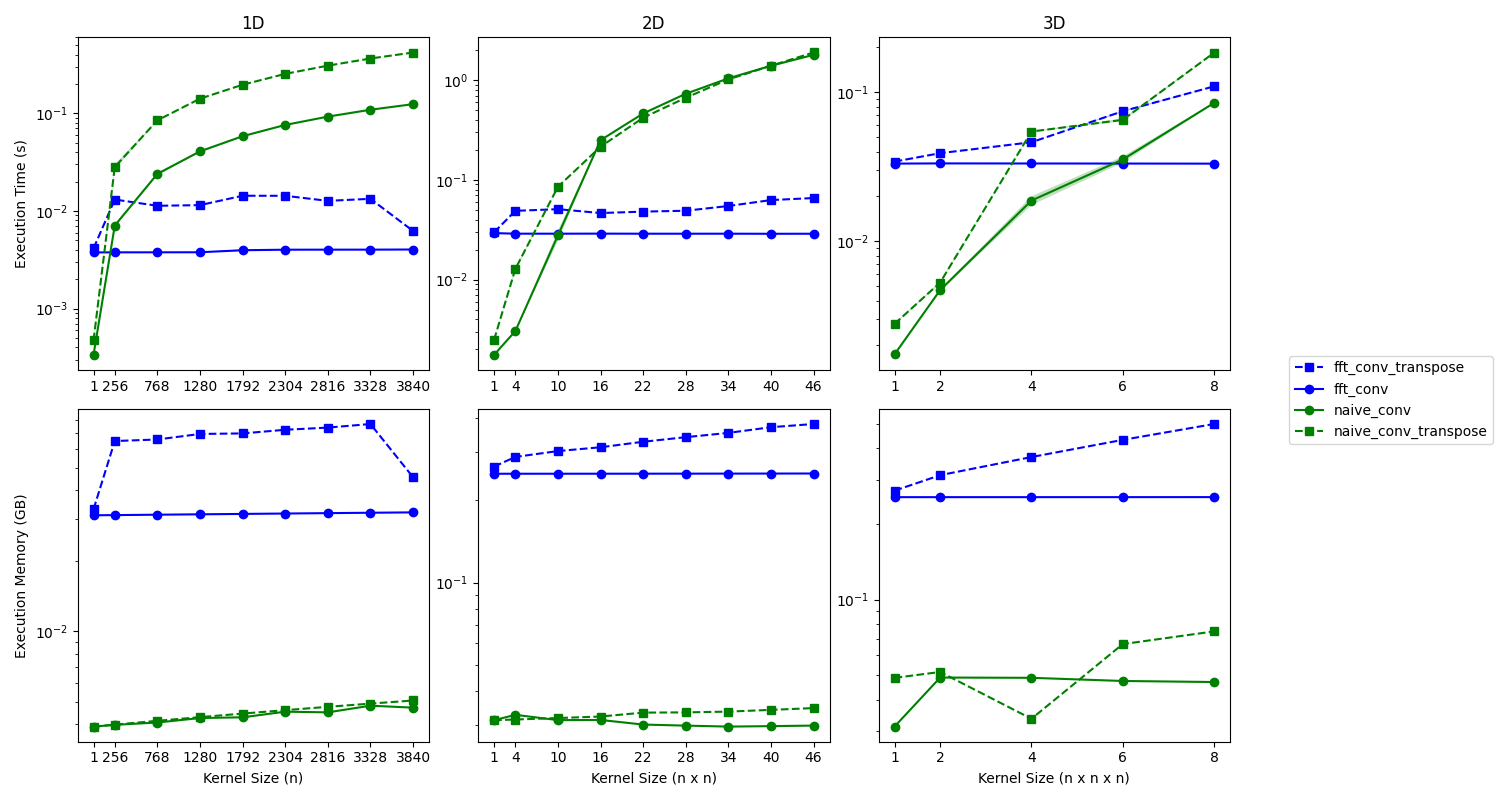 1D
2D
3D
Execution Time (s)
10⁻¹
10⁻²
10⁻³
1 256 768 1280 1792 2304 2816 3328 3840
10⁰
10⁻¹
10⁻²
1 4 10 16 22 28 34 40 46
10⁻¹
10⁻²
1 2 4 6 8
fft_conv_transpose
fft_conv
naive_conv
naive_conv_transpose
Execution Memory (GB)
10⁻²
1 256 768 1280 1792 2304 2816 3328 3840
Kernel Size (n)
10⁻¹
1 4 10 16 22 28 34 40 46
Kernel Size (n x n)
10⁻¹
1 2 4 6 8
Kernel Size (n x n x n)